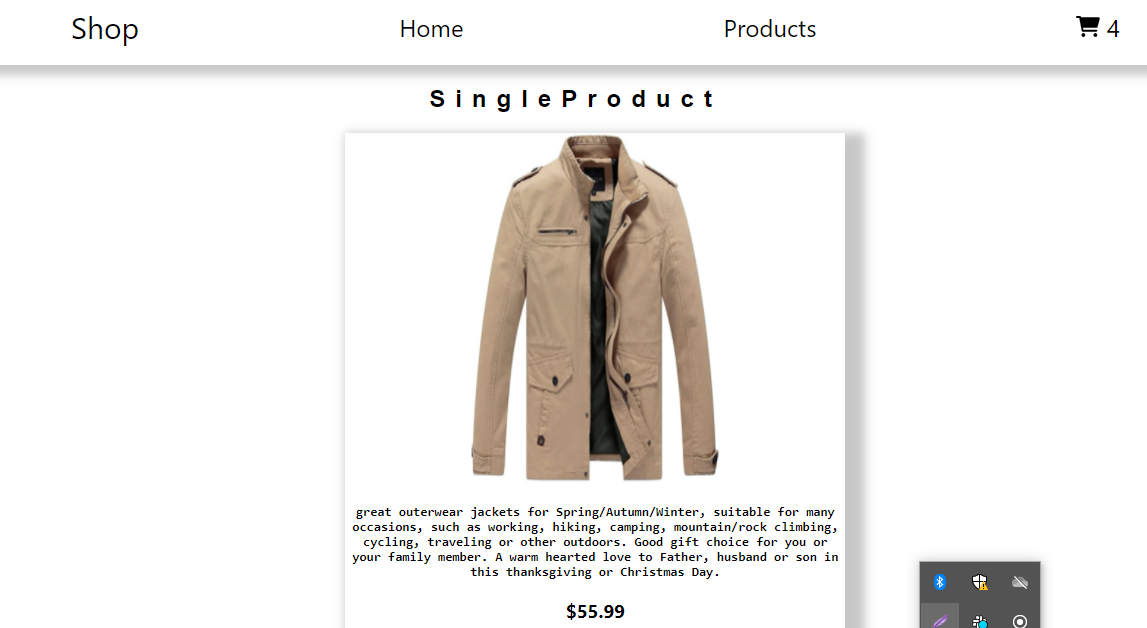 Shop Home Products 4
SingleProduct
great outerwear jackets for Spring/Autumn/Winter, suitable for many
occasions, such as working, hiking, camping, mountain/rock climbing,
cycling, traveling or other outdoors. Good gift choice for you or
your family member. A warm hearted love to Father, husband or son in
this thanksgiving or Christmas Day.
$55.99